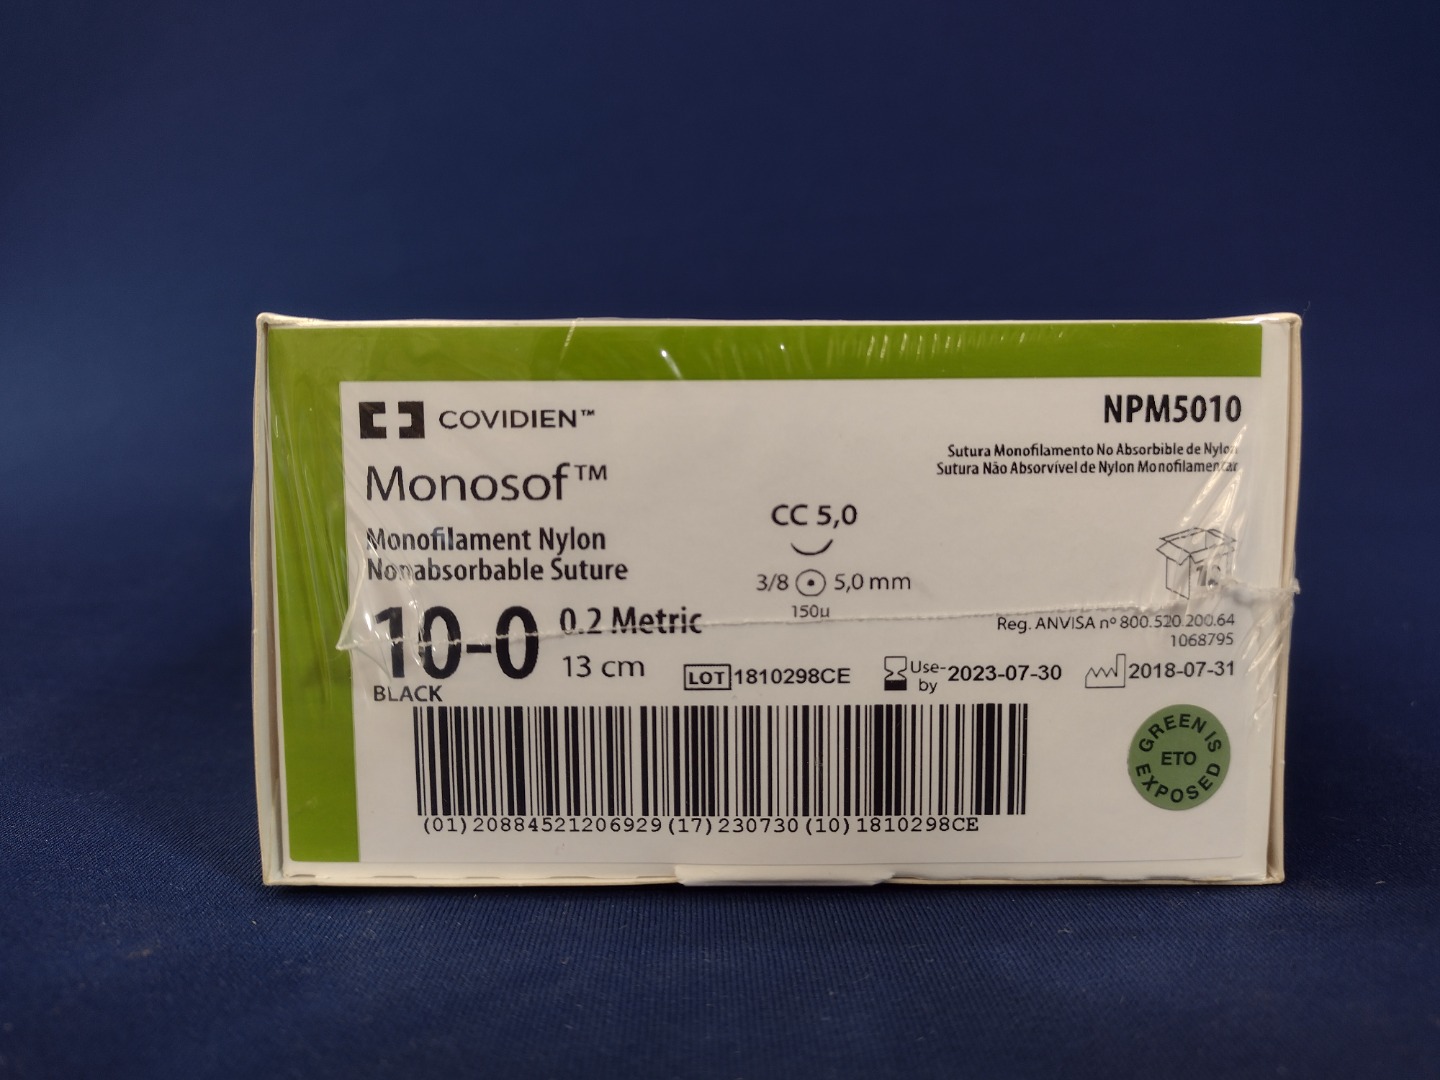 COVIDIEN™
NPM5010
Monosof™
Sutura Monofilamento No Absorbible de Nylon
Sutura Não Absorvível de Nylon Monofilamentar
CC 5,0
Monofilament Nylon
Nonabsorbable Suture
3/8 5,0 mm
150µ
12
10-0 0.2 Metric
13 cm
BLACK
Reg. ANVISA nº 800.520.200.64
1068795
LOT 1810298CE
Use-by 2023-07-30
2018-07-31
GREEN IS
ETO
EXPOSED
(01)20884521206929(17)230730(10)1810298CE